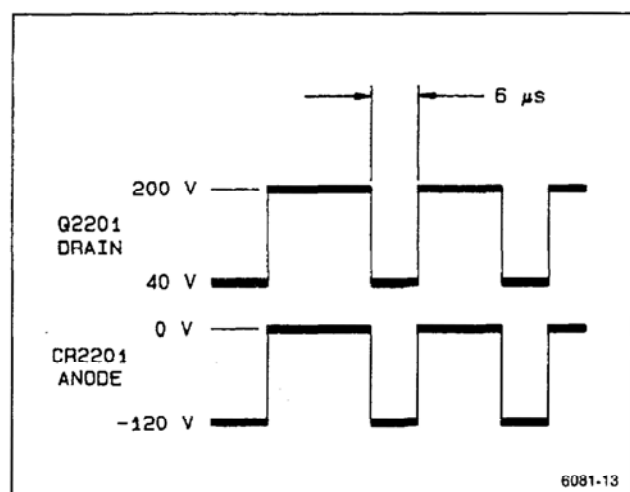 6 µs
200 V
Q2201
DRAIN
40 V
0 V
CR2201
ANODE
-120 V
6081-13